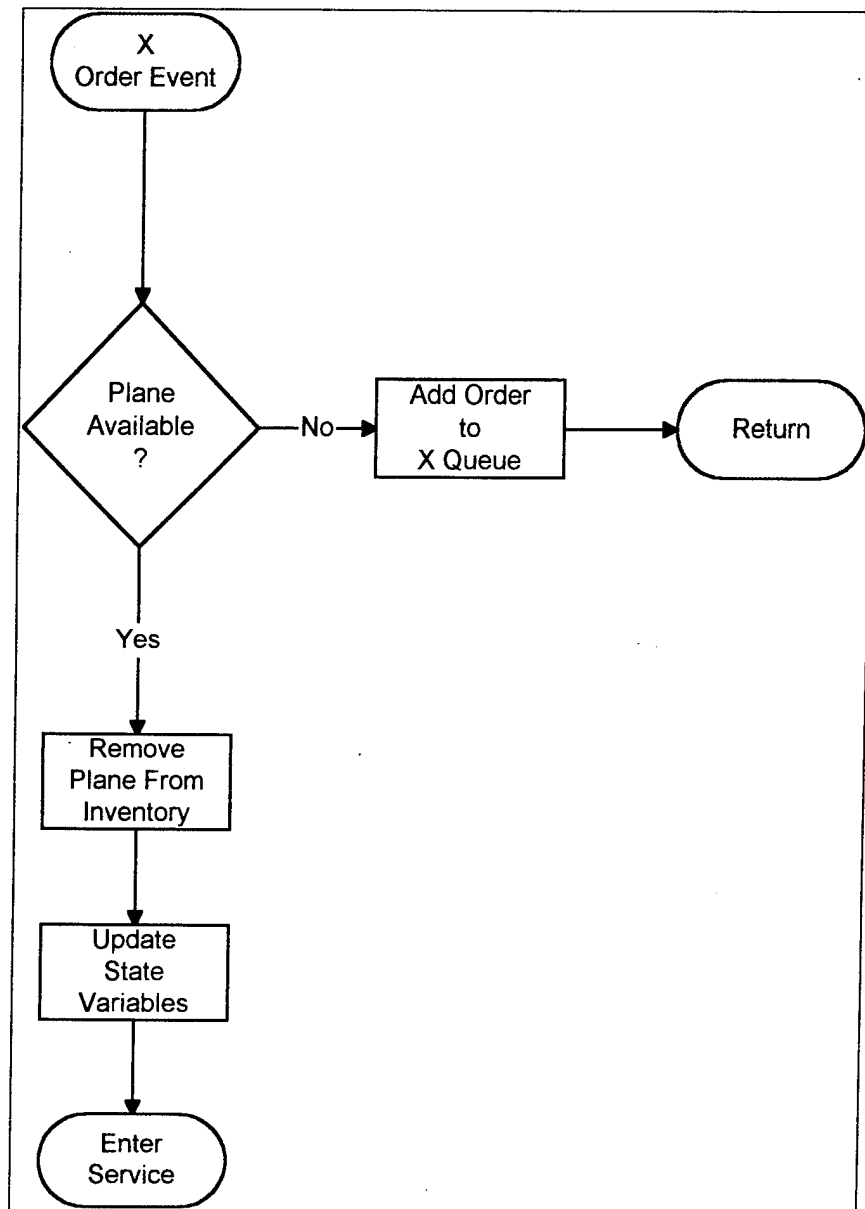 X
Order Event
Plane
Available
?
No
Add Order
to
X Queue
Return
Yes
Remove
Plane From
Inventory
Update
State
Variables
Enter
Service